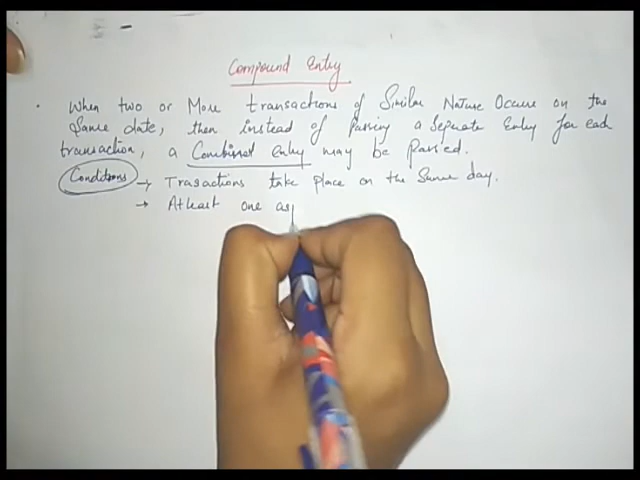 Compound Entry
. When two or More transactions of Similar Nature Occure on the
Same date, then instead of Passing a Separate Entry for each
transaction, a Combined entry may be Passed.
Conditions → Trasactions take place on the same day.
→ Atleast one asp